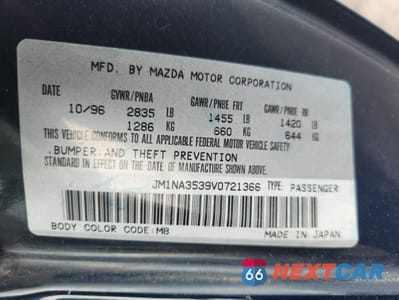 MFD. BY MAZDA MOTOR CORPORATION
DATE GVWR/PNBA GAWR/PNBE FRT GAWR/PNBE RR
10/96 2835 LB 1455 LB 1420 LB
1286 KG 660 KG 644 KG
THIS VEHICLE CONFORMS TO ALL APPLICABLE FEDERAL MOTOR VEHICLE SAFETY
.BUMPER.AND THEFT PREVENTION
STANDARD IN EFFECT ON THE DATE OF MANUFACTURE SHOWN ABOVE.
JM1NA3539V0721366 TYPE: PASSENGER
BODY COLOR CODE:M8 MADE IN JAPAN
66 NEXTCAR